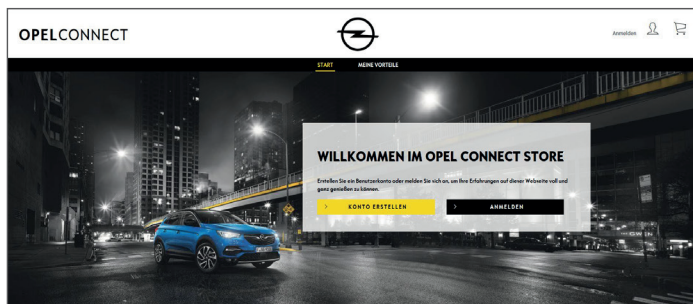 OPELCONNECT
Anmelden
START MEINE VORTEILE
WILLKOMMEN IM OPEL CONNECT STORE
Erstellen Sie ein Benutzerkonto oder melden Sie sich an, um Ihre Erfahrungen auf dieser Webseite voll und
ganz genießen zu können.
KONTO ERSTELLEN ANMELDEN